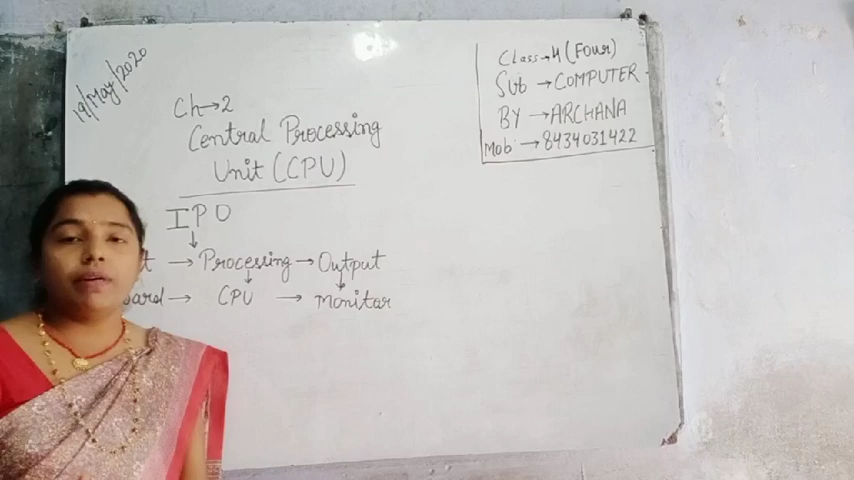 19/May/2020
Ch→2
Central Processing
Unit (CPU)
IPO
→ Processing → Output
→ CPU → Monitar
Class→4 (Four)
Sub → COMPUTER
BY → ARCHANA
Mob → 8434031422